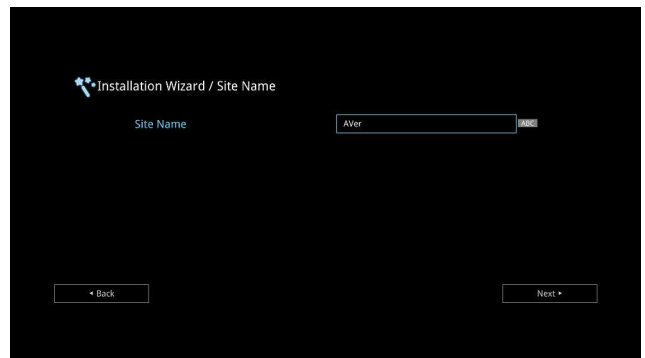 Installation Wizard / Site Name
Site Name
AVer
ABC
◂ Back
Next ▸